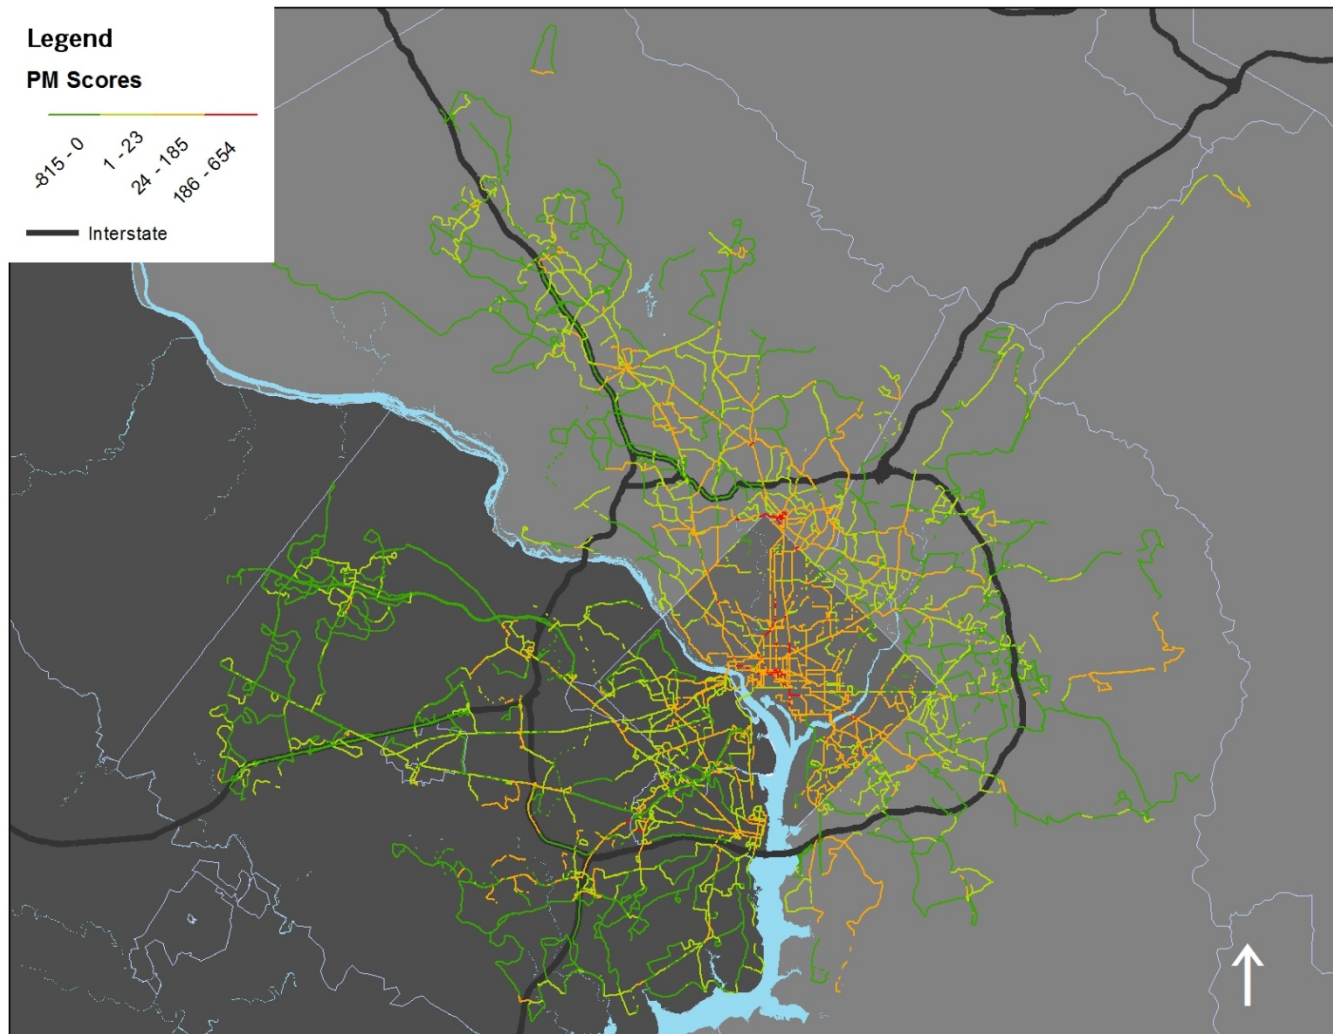 Legend
PM Scores
-815 - 0
1 - 23
24 - 185
186 - 654
Interstate